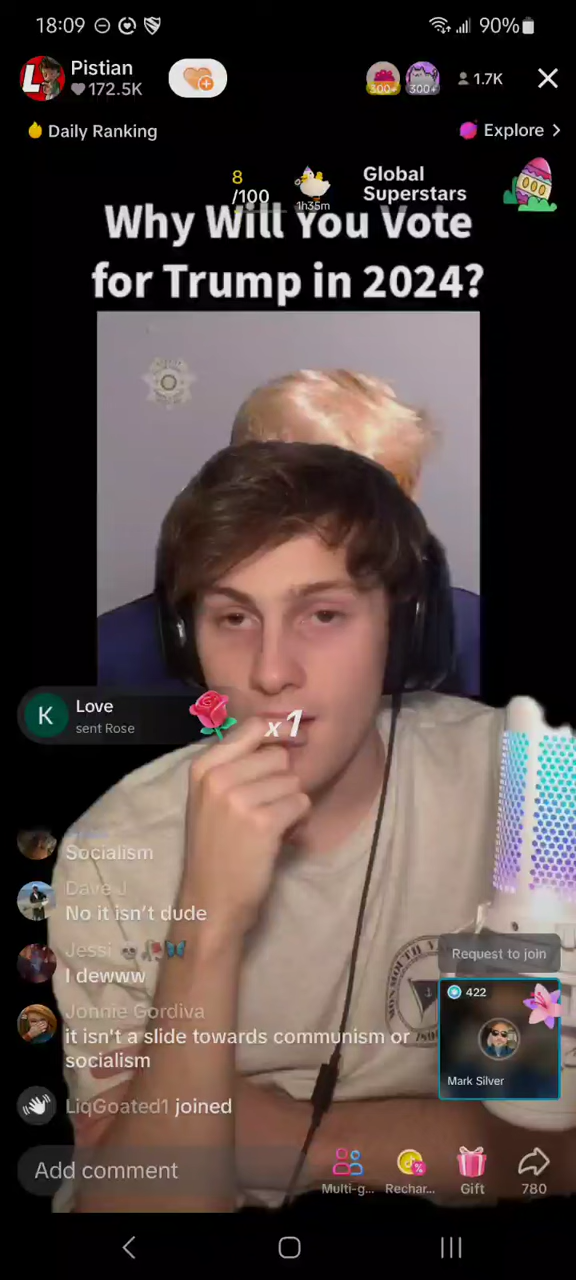 18:09
90%
Pistian
172.5K
300+
300+
1.7K
Daily Ranking
Explore
8
/100
1h35m
Global
Superstars
Why Will You Vote
for Trump in 2024?
K
Love
sent Rose
x1
Socialism
Dave J
No it isn't dude
Jessi
I dewww
Jonnie Gordiva
it isn't a slide towards communism or
socialism
LiqGoated1 joined
Request to join
422
Mark Silver
Add comment
Multi-g...
Rechar...
Gift
780